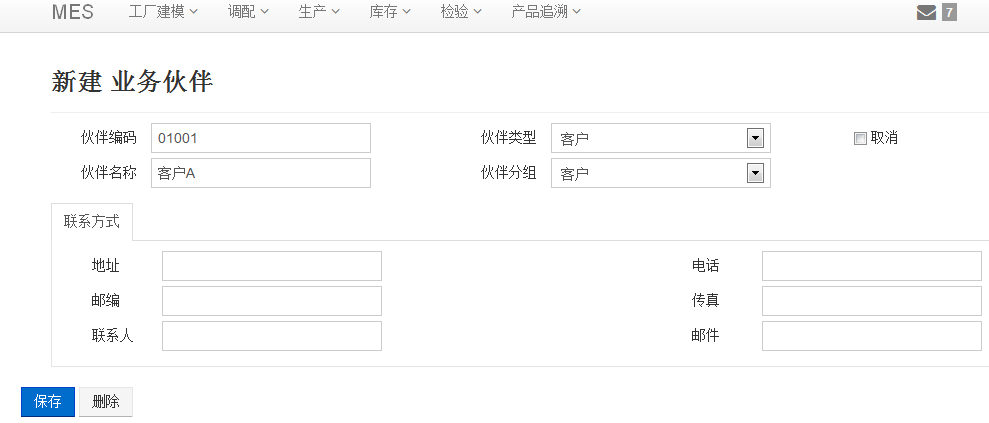 MES 工厂建模 调配 生产 库存 检验 产品追溯 7
新建 业务伙伴
伙伴编码 01001 伙伴类型 客户 取消
伙伴名称 客户A 伙伴分组 客户
联系方式
地址 电话
邮编 传真
联系人 邮件
保存 删除